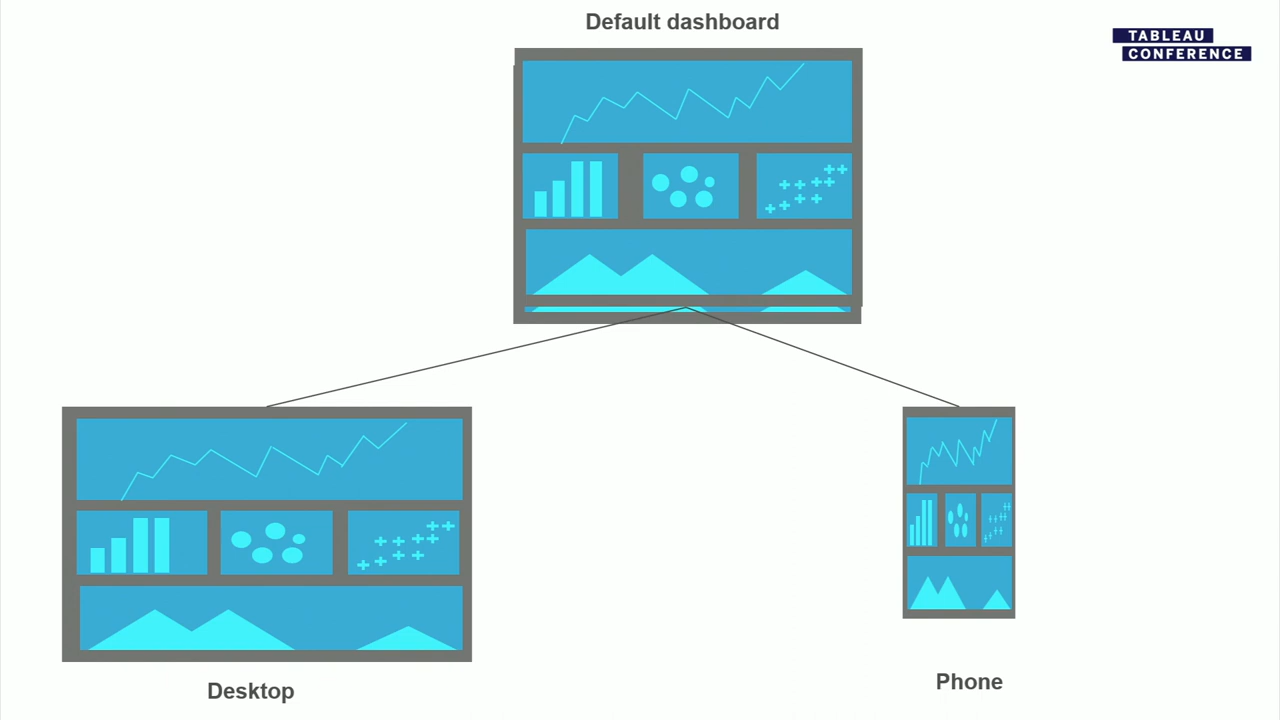 Default dashboard
TABLEAU
CONFERENCE
Desktop
Phone